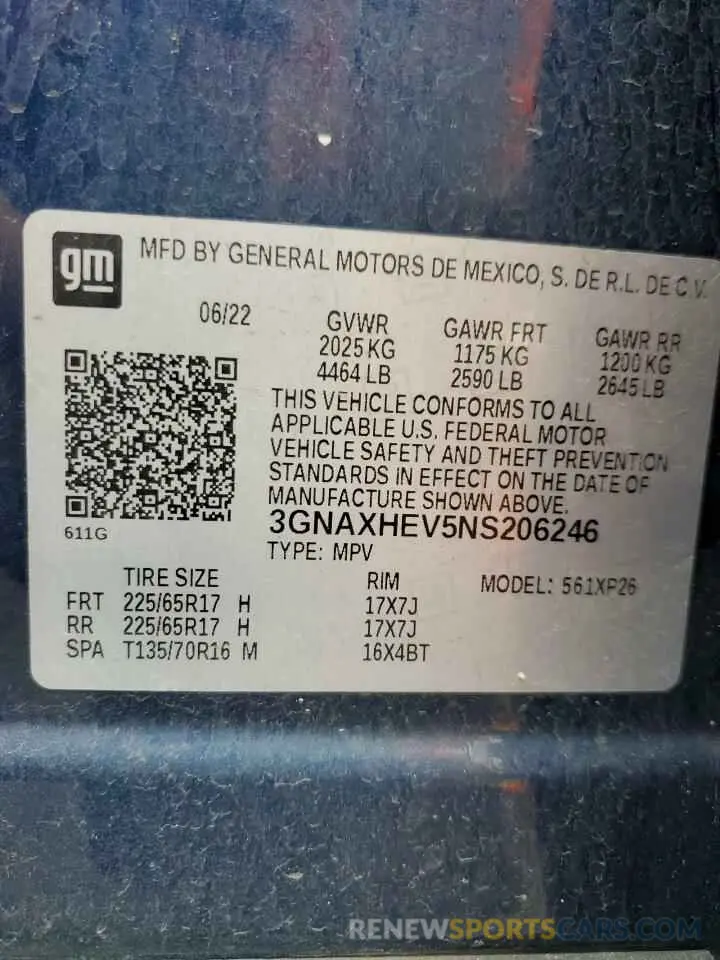 gm
MFD BY GENERAL MOTORS DE MEXICO, S. DE R.L. DE C.V.
06/22
GVWR GAWR FRT GAWR RR
2025 KG 1175 KG 1200 KG
4464 LB 2590 LB 2645 LB
THIS VEHICLE CONFORMS TO ALL
APPLICABLE U.S. FEDERAL MOTOR
VEHICLE SAFETY AND THEFT PREVENTION
STANDARDS IN EFFECT ON THE DATE OF
MANUFACTURE SHOWN ABOVE.
3GNAXHEV5NS206246
611G
TYPE: MPV
TIRE SIZE RIM MODEL: 561XP26
FRT 225/65R17 H 17X7J
RR 225/65R17 H 17X7J
SPA T135/70R16 M 16X4BT
RENEWSPORTSCARS.COM